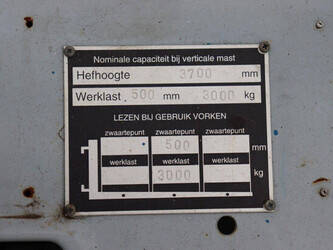 Nominale capaciteit bij verticale mast
Hefhoogte 3700 mm
Werklast 500 mm 3000 kg
LEZEN BIJ GEBRUIK VORKEN
zwaartepunt zwaartepunt zwaartepunt
500 mm
werklast werklast werklast
3000 kg